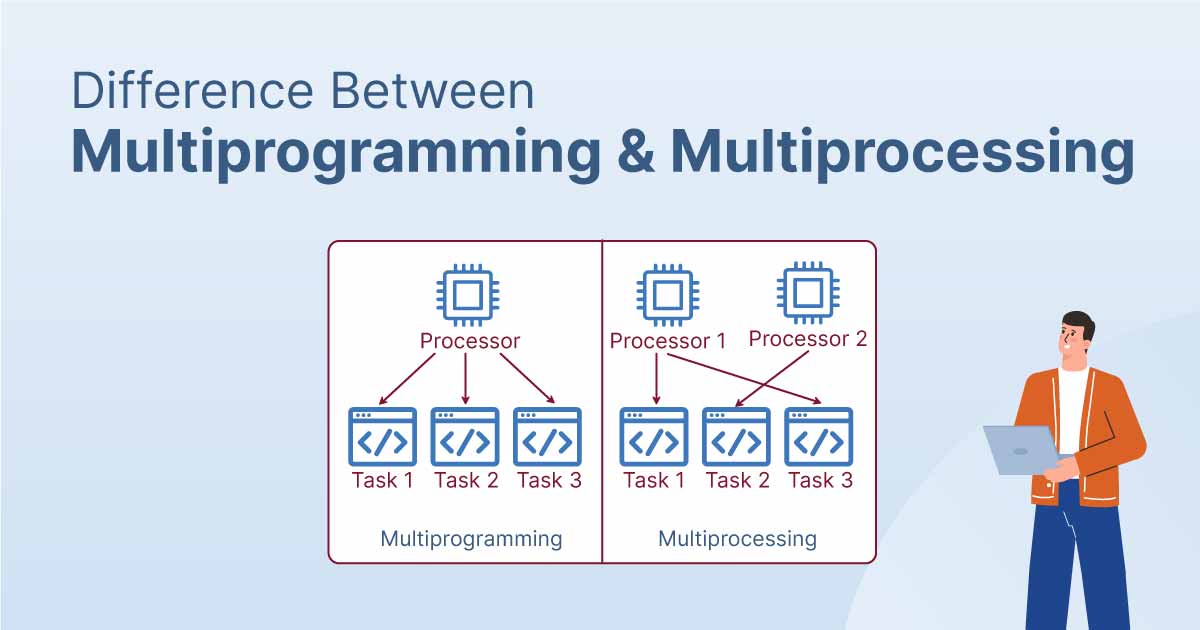 Difference Between
Multiprogramming & Multiprocessing
Processor
Task 1 Task 2 Task 3
Multiprogramming
Processor 1 Processor 2
Task 1 Task 2 Task 3
Multiprocessing